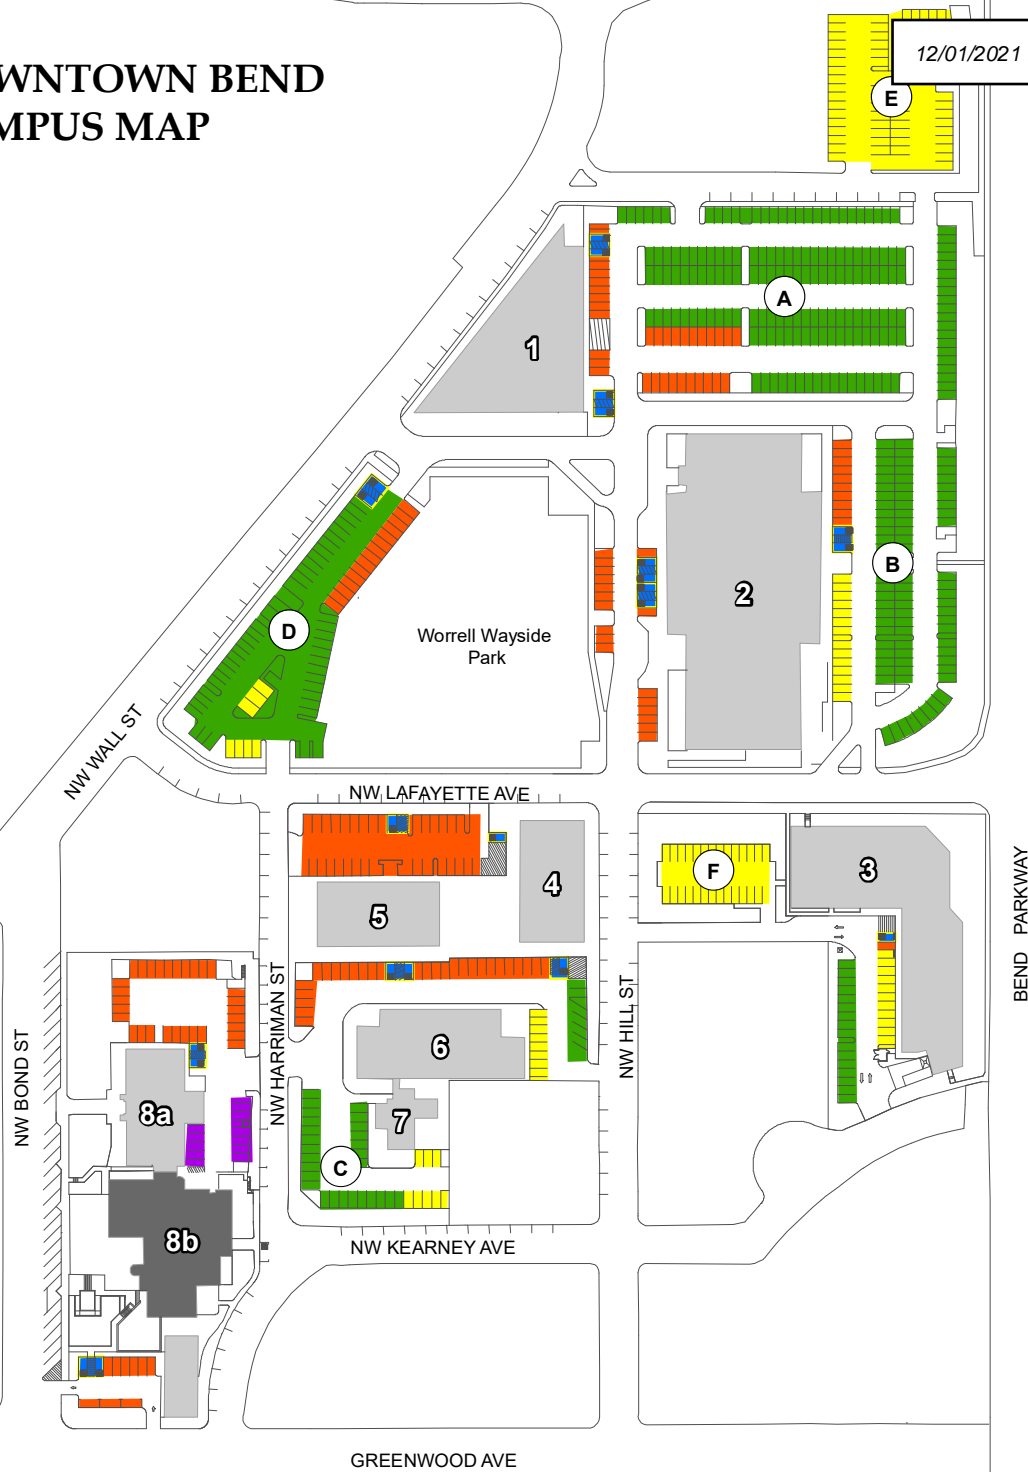 WNTOWN BEND
MPUS MAP
12/01/2021
E
A
1
B
2
D
Worrell Wayside
Park
NW WALL ST
NW LAFAYETTE AVE
F
3
4
5
BEND PARKWAY
NW HARRIMAN ST
NW HILL ST
NW BOND ST
6
8a
7
C
8b
NW KEARNEY AVE
GREENWOOD AVE